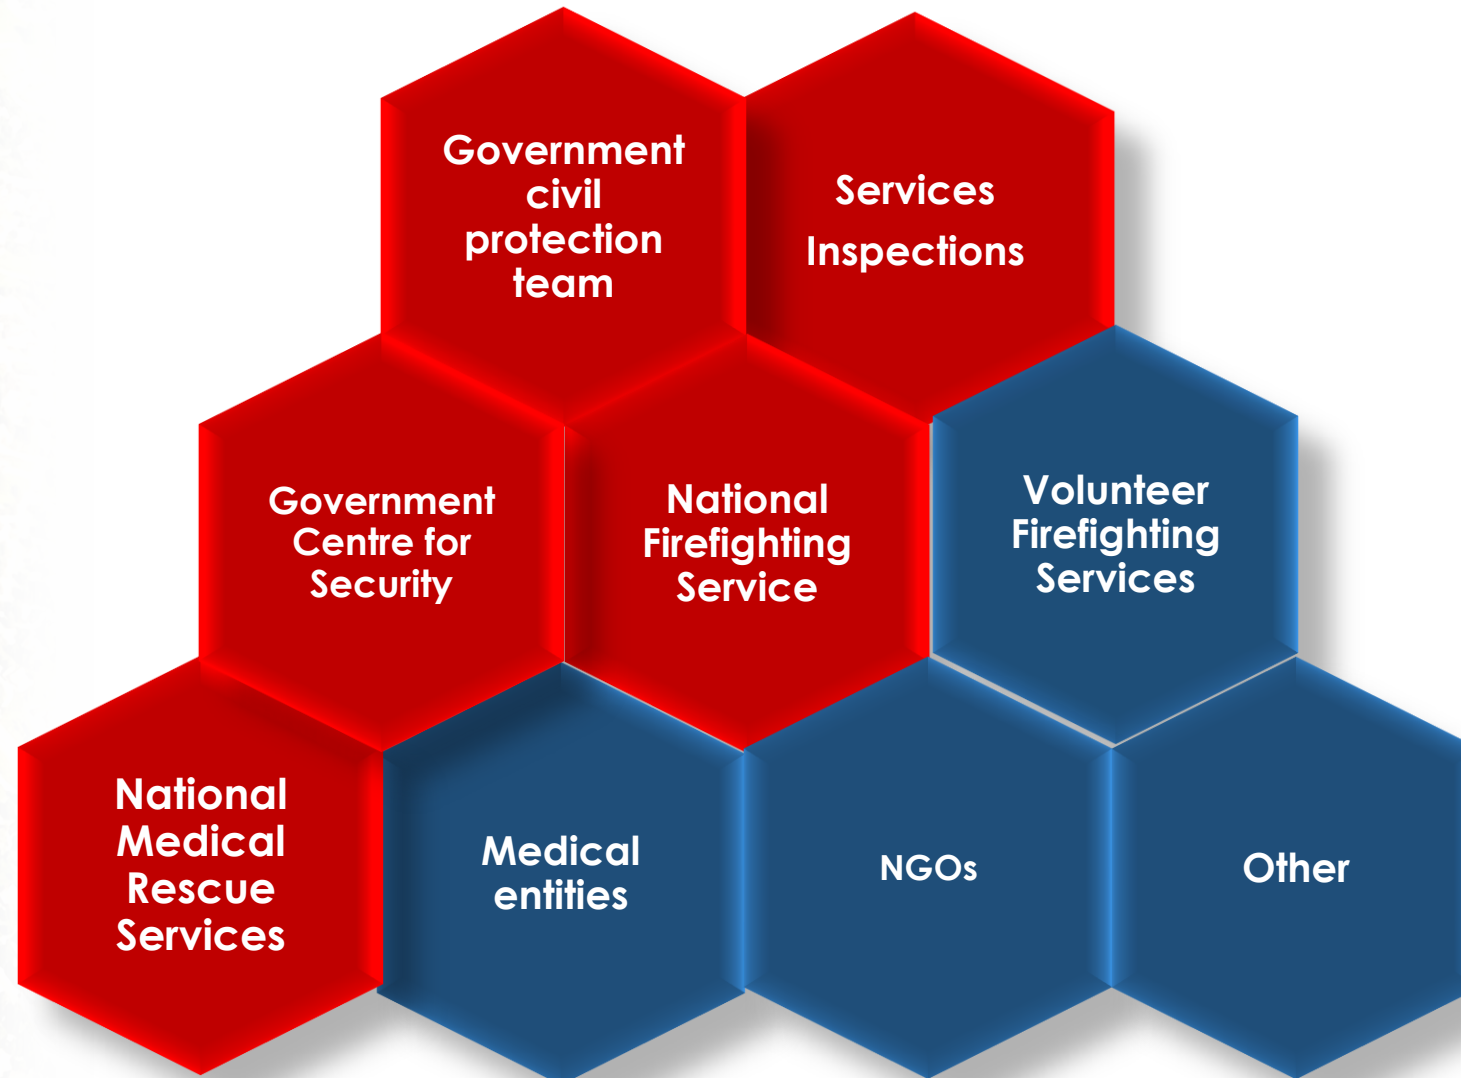 Government
civil
protection
team
Services
Inspections
Government
Centre for
Security
National
Firefighting
Service
Volunteer
Firefighting
Services
National
Medical
Rescue
Services
Medical
entities
NGOs
Other